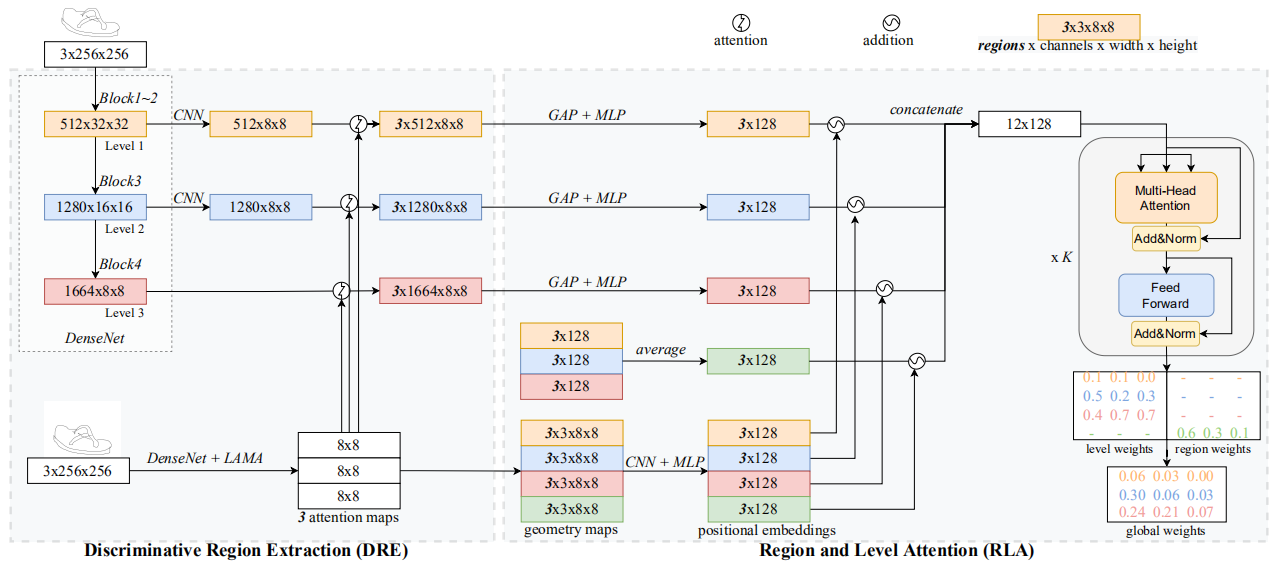 3x256x256
attention
addition
3x3x8x8
regions x channels x width x height
Block1~2
512x32x32
Level 1
CNN
512x8x8
3x512x8x8
GAP + MLP
3x128
concatenate
12x128
Block3
1280x16x16
Level 2
CNN
1280x8x8
3x1280x8x8
GAP + MLP
3x128
Block4
1664x8x8
Level 3
DenseNet
3x1664x8x8
GAP + MLP
3x128
3x128
3x128
3x128
average
3x128
3x256x256
DenseNet + LAMA
8x8
8x8
8x8
3 attention maps
3x3x8x8
3x3x8x8
3x3x8x8
3x3x8x8
geometry maps
CNN + MLP
3x128
3x128
3x128
3x128
positional embeddings
x K
Multi-Head
Attention
Add&Norm
Feed
Forward
Add&Norm
0.1 0.1 0.0 - - -
0.5 0.2 0.3 - - -
0.4 0.7 0.7 - - -
- - - 0.6 0.3 0.1
level weights region weights
0.06 0.03 0.00
0.30 0.06 0.03
0.24 0.21 0.07
global weights
Discriminative Region Extraction (DRE)
Region and Level Attention (RLA)